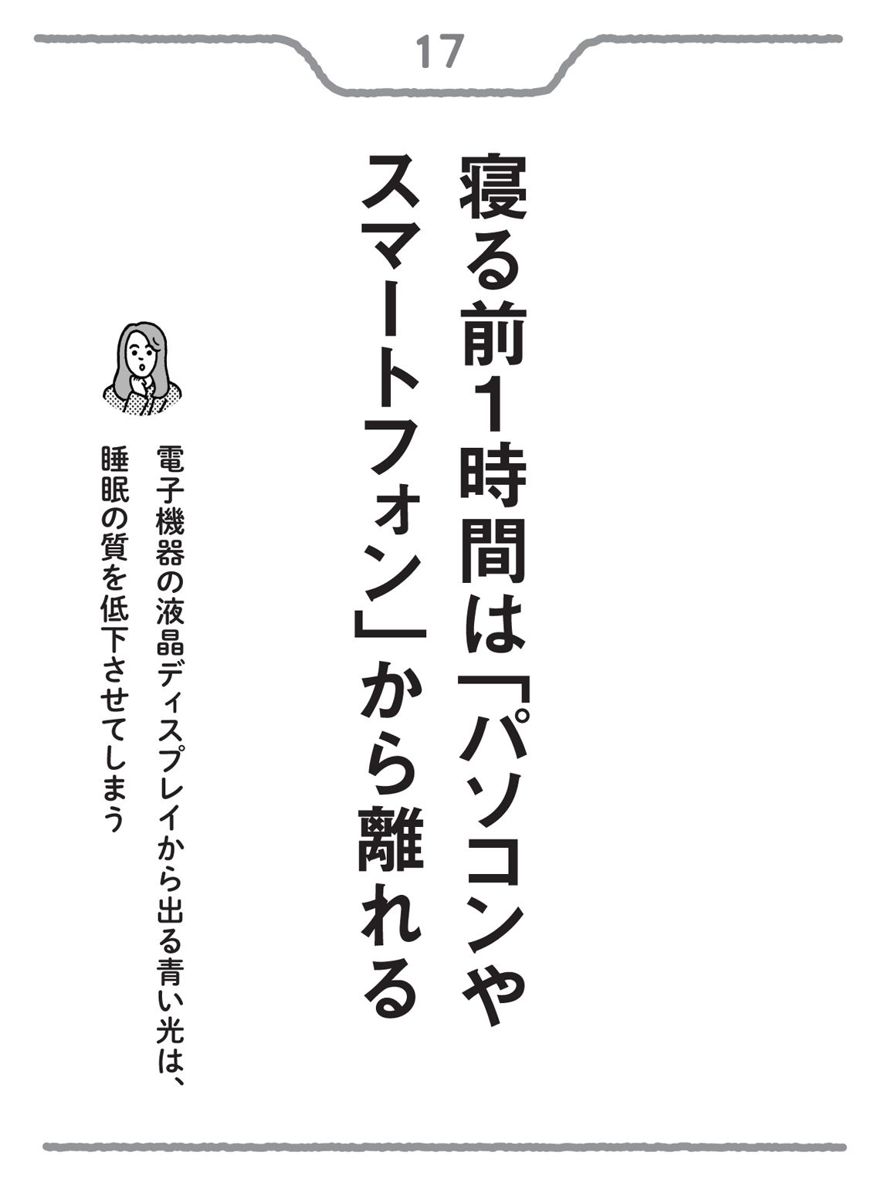 17
寝る前1時間は「パソコンや
スマートフォン」から離れる
電子機器の液晶ディスプレイから出る青い光は、
睡眠の質を低下させてしまう